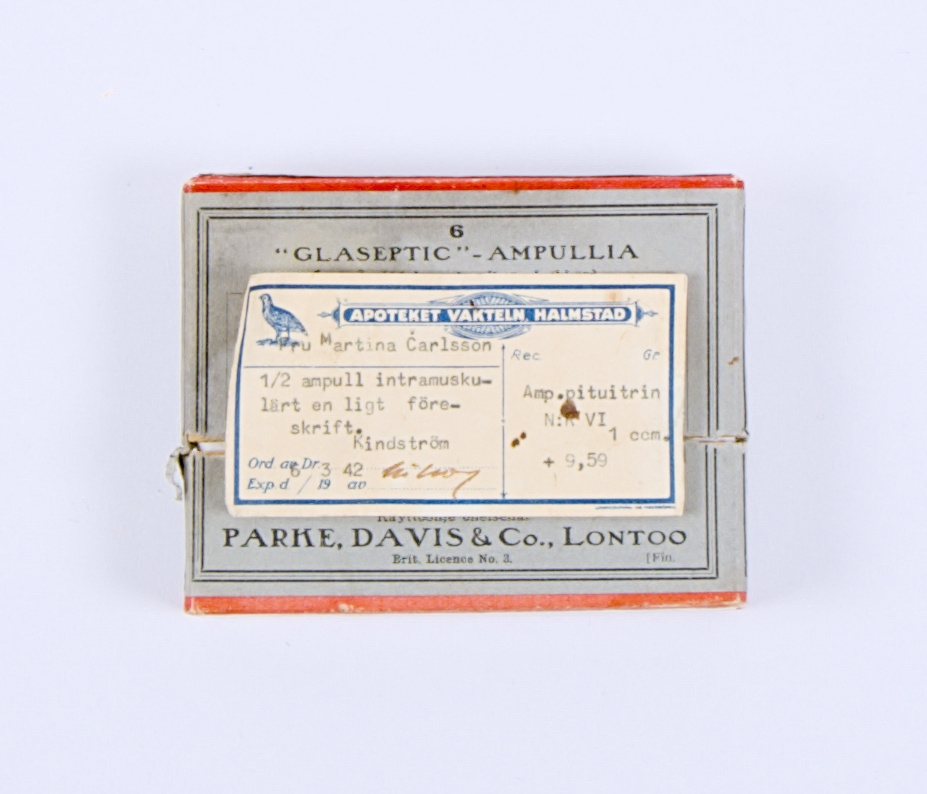 6
"GLASEPTIC" - AMPULLIA
APOTEKET VAKTELN HALMSTAD
Fru Martina Carlsson
1/2 ampull intramusku-
lärt en ligt före-
skrift.
Kindström
Ord. av Dr.
6 3 42
Exp d / 19 av
Rec Gr
Amp.pituitrin
N:R VI
1 ccm.
+ 9,59
PARKE, DAVIS & Co., LONTOO
Brit. Licence No. 3.
[Fin.